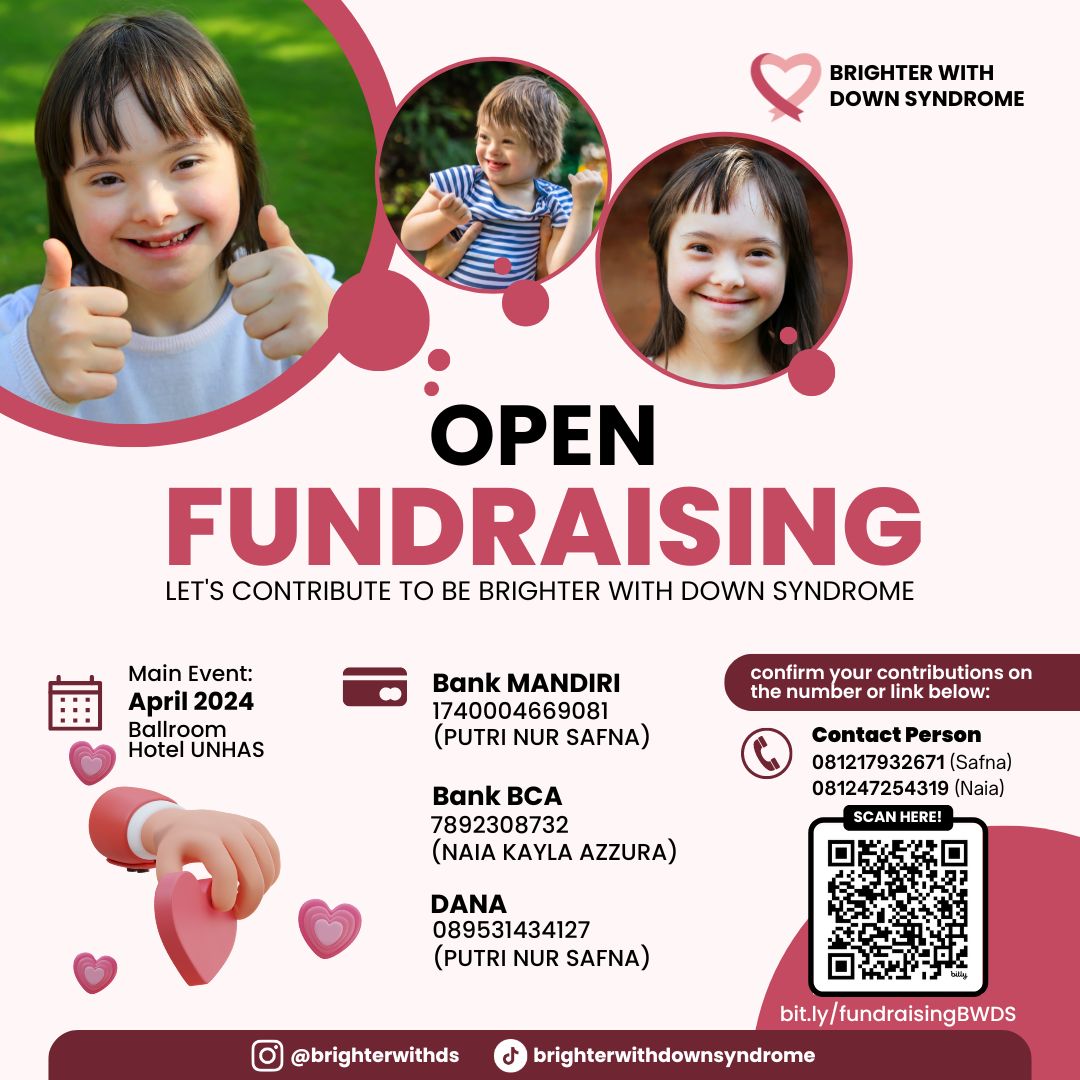 BRIGHTER WITH
DOWN SYNDROME
OPEN
FUNDRAISING
LET'S CONTRIBUTE TO BE BRIGHTER WITH DOWN SYNDROME
Main Event:
April 2024
Ballroom
Hotel UNHAS
Bank MANDIRI
1740004669081
(PUTRI NUR SAFNA)
Bank BCA
7892308732
(NAIA KAYLA AZZURA)
DANA
089531434127
(PUTRI NUR SAFNA)
confirm your contributions on
the number or link below:
Contact Person
081217932671 (Safna)
081247254319 (Naia)
SCAN HERE!
bitly
bit.ly/fundraisingBWDS
@brighterwithds
brighterwithdownsyndrome